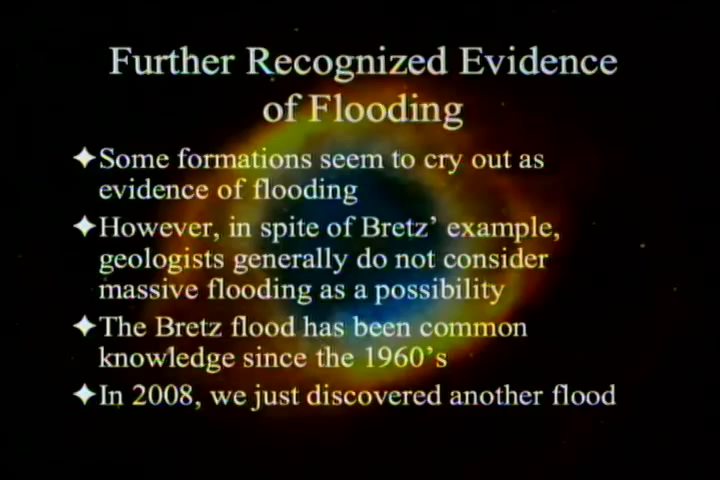 Further Recognized Evidence
of Flooding
Some formations seem to cry out as
evidence of flooding
However, in spite of Bretz' example,
geologists generally do not consider
massive flooding as a possibility
The Bretz flood has been common
knowledge since the 1960's
In 2008, we just discovered another flood